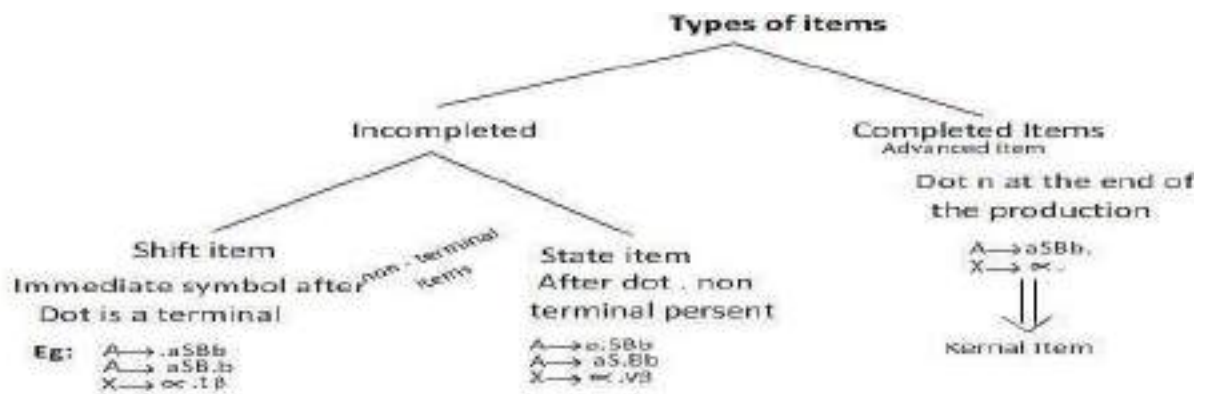 Types of items
Incompleted
Completed Items
Advanced item
Dot n at the end of
the production
A→aSBb.
X→∝.
Kernal Item
Shift item
Immediate symbol after
Dot is a terminal
Eg:
A→.aSBb
A→ aSB.b
X→∝.tβ
non-terminal
items
State item
After dot . non
terminal persent
A→a.SBb
A→ aS.Bb
X→∝.Vβ